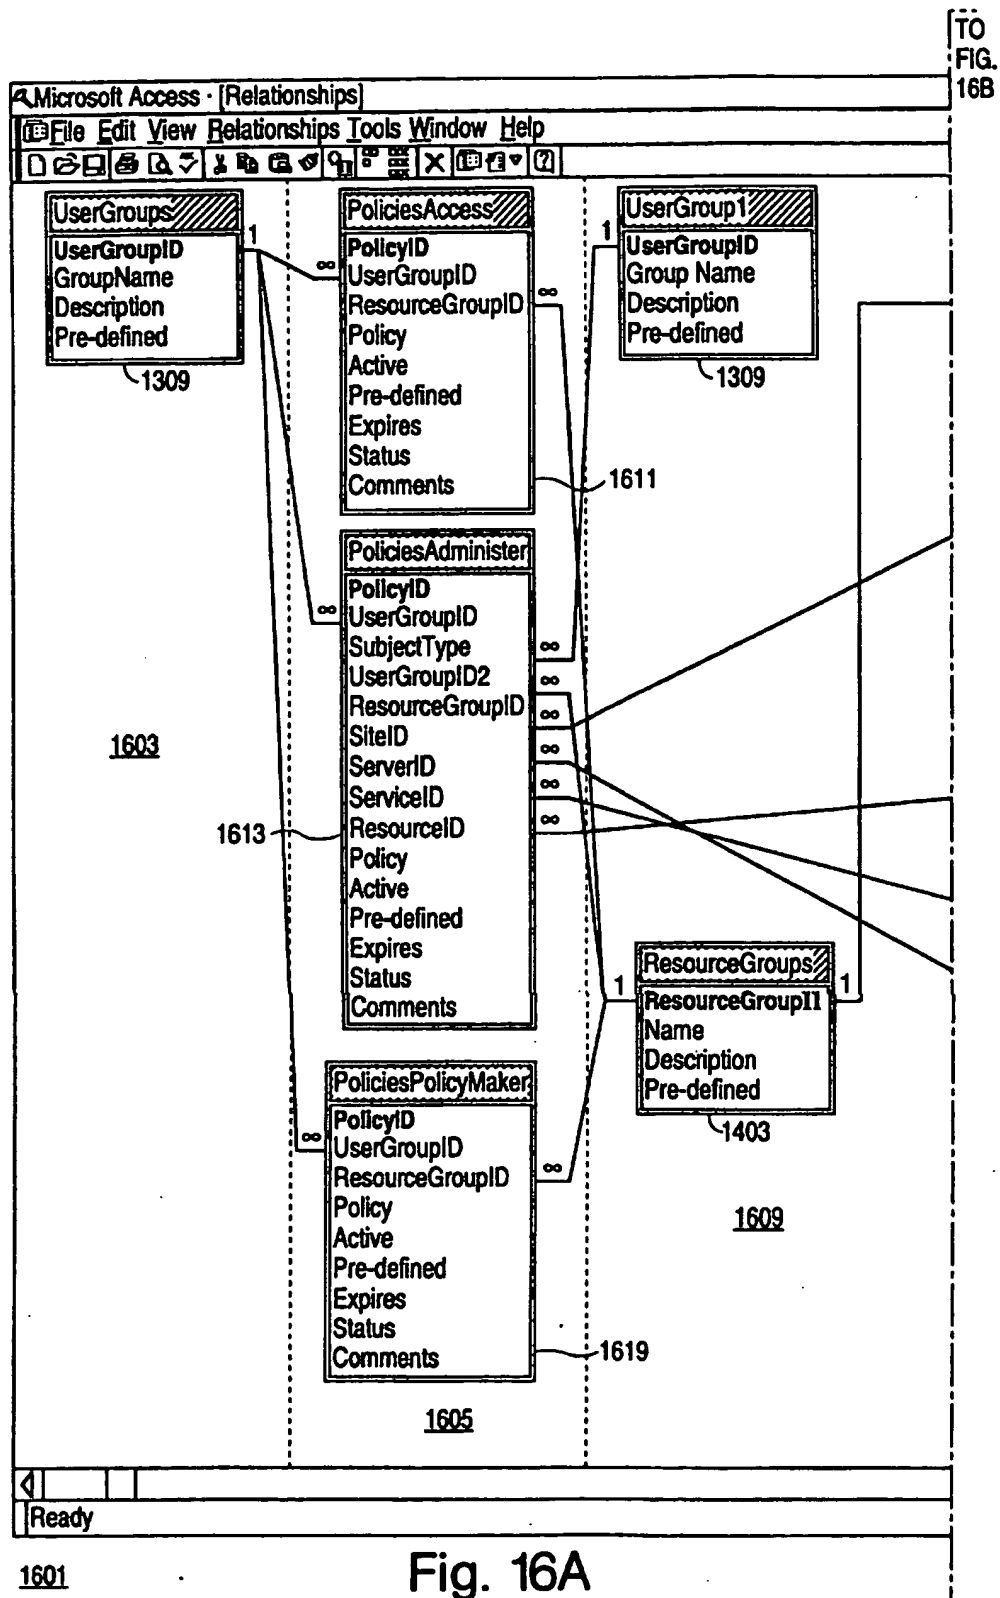 TO
FIG.
16B
Microsoft Access · [Relationships]
File Edit View Relationships Tools Window Help
UserGroups
1
UserGroupID
GroupName
Description
Pre-defined
1309
PoliciesAccess
PolicyID
∞ UserGroupID
ResourceGroupID ∞
Policy
Active
Pre-defined
Expires
Status
Comments
1611
UserGroup1
1 UserGroupID
Group Name
Description
Pre-defined
1309
PoliciesAdminister
PolicyID
∞ UserGroupID
SubjectType ∞
UserGroupID2 ∞
ResourceGroupID ∞
SiteID
ServerID ∞
ServiceID ∞
ResourceID ∞
Policy
Active
Pre-defined
Expires
Status
Comments
1613
1603
ResourceGroups
1 ResourceGroupII 1
Name
Description
Pre-defined
1403
PoliciesPolicyMaker
PolicyID
∞ UserGroupID
ResourceGroupID ∞
Policy
Active
Pre-defined
Expires
Status
Comments
1619
1605
1609
Ready
1601
Fig. 16A